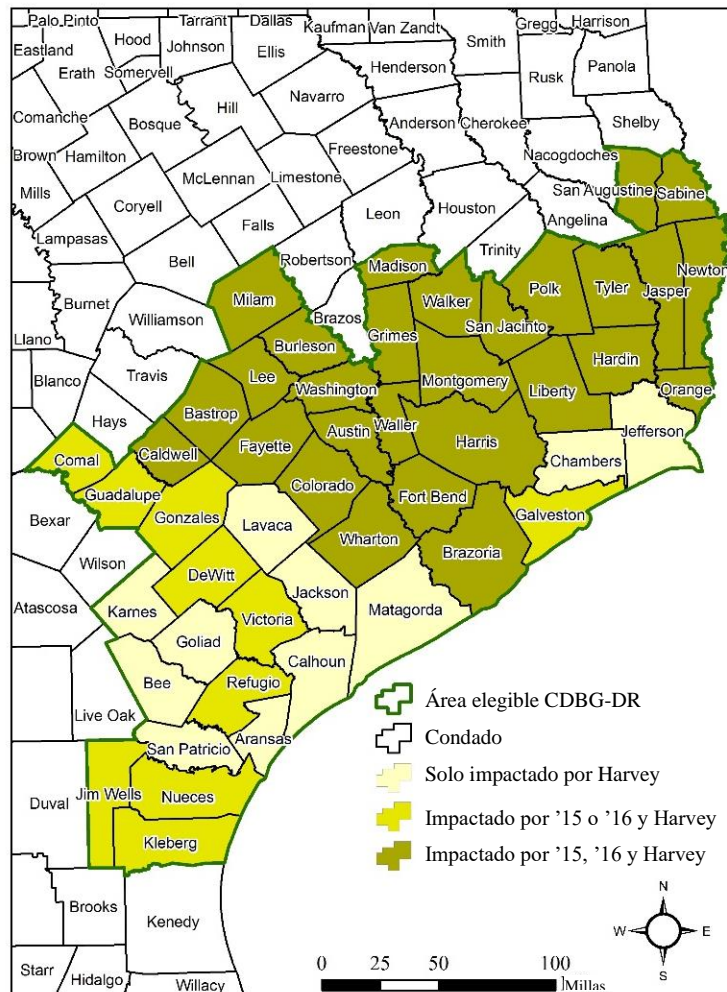 Palo Pinto
Tarrant
Dallas
Kaufman
Van Zandt
Gregg
Harrison
Hood
Johnson
Ellis
Smith
Eastland
Erath
Somervell
Henderson
Rusk
Panola
Comanche
Bosque
Hill
Navarro
Anderson
Cherokee
Shelby
Brown
Hamilton
Freestone
Nacogdoches
Mills
McLennan
Limestone
San Augustine
Sabine
Coryell
Leon
Houston
Angelina
Lampasas
Falls
Trinity
Bell
Robertson
Madison
Newton
Burnet
Milam
Walker
Polk
Tyler
Jasper
Williamson
Brazos
Grimes
San Jacinto
Llano
Burleson
Hardin
Blanco
Travis
Lee
Washington
Montgomery
Liberty
Orange
Hays
Bastrop
Austin
Waller
Harris
Jefferson
Comal
Caldwell
Fayette
Chambers
Guadalupe
Colorado
Fort Bend
Bexar
Gonzales
Lavaca
Galveston
Wilson
Wharton
Brazoria
DeWitt
Atascosa
Karnes
Jackson
Matagorda
Victoria
Goliad
Calhoun
Bee
Refugio
Live Oak
Aransas
San Patricio
Duval
Jim Wells
Nueces
Kleberg
Brooks
Kenedy
Starr
Hidalgo
Willacy
Área elegible CDBG-DR
Condado
Solo impactado por Harvey
Impactado por ’15 o ’16 y Harvey
Impactado por ’15, ’16 y Harvey
N
W
E
S
0 25 50 100
Millas